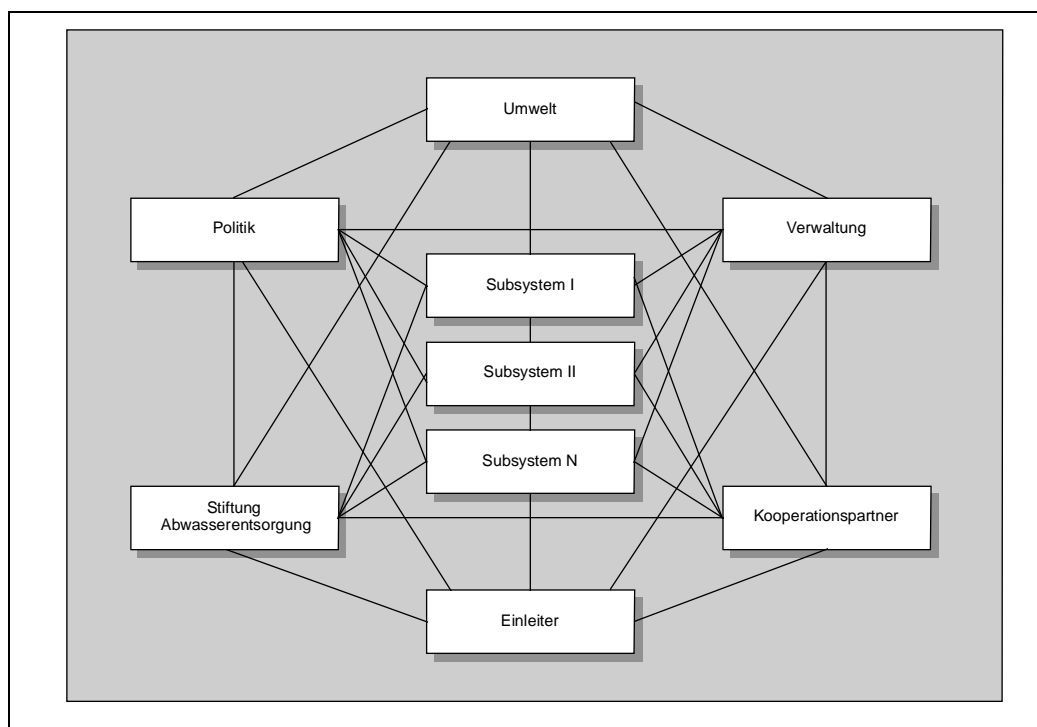 Umwelt
Politik
Verwaltung
Subsystem I
Subsystem II
Subsystem N
Stiftung
Abwasserentsorgung
Kooperationspartner
Einleiter